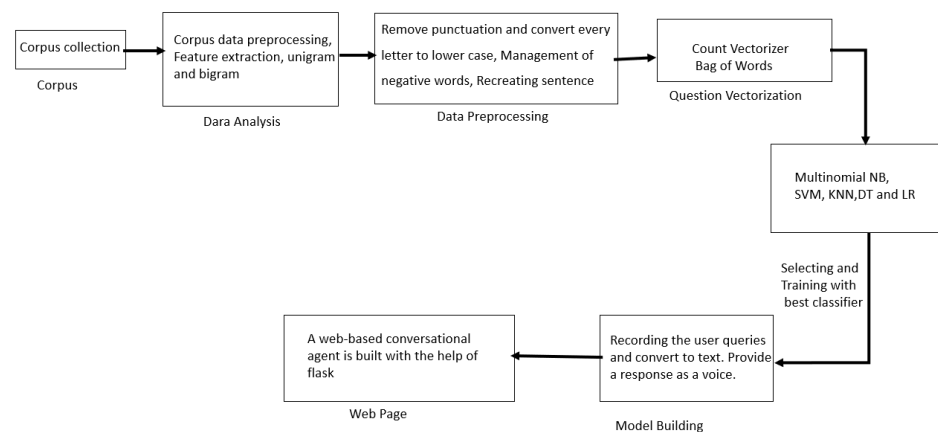 Corpus collection
Corpus
Corpus data preprocessing,
Feature extraction, unigram
and bigram
Dara Analysis
Remove punctuation and convert every
letter to lower case, Management of
negative words, Recreating sentence
Data Preprocessing
Count Vectorizer
Bag of Words
Question Vectorization
Multinomial NB,
SVM, KNN,DT and LR
Selecting and
Training with
best classifier
Recording the user queries
and convert to text. Provide
a response as a voice.
Model Building
A web-based conversational
agent is built with the help of
flask
Web Page